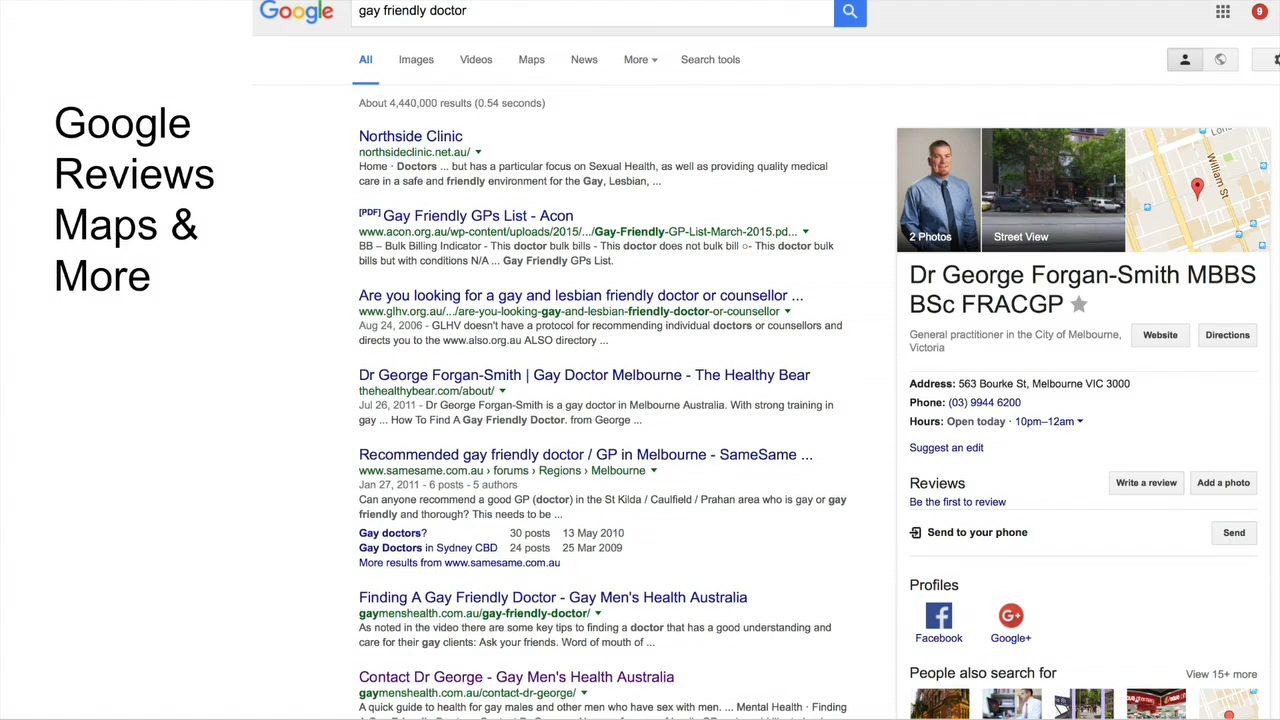 Google
Reviews
Maps &
More
Google
gay friendly doctor
9
All Images Videos Maps News More Search tools
About 4,440,000 results (0.54 seconds)
Northside Clinic
northsideclinic.net.au/
Home · Doctors ... but has a particular focus on Sexual Health, as well as providing quality medical
care in a safe and friendly environment for the Gay, Lesbian, ...
[PDF] Gay Friendly GPs List - Acon
www.acon.org.au/wp-content/uploads/2015/.../Gay-Friendly-GP-List-March-2015.pd...
BB – Bulk Billing Indicator - This doctor bulk bills - This doctor does not bulk bill ○- This doctor bulk
bills but with conditions N/A ... Gay Friendly GPs List.
Are you looking for a gay and lesbian friendly doctor or counsellor ...
www.glhv.org.au/.../are-you-looking-gay-and-lesbian-friendly-doctor-or-counsellor
Aug 24, 2006 - GLHV doesn't have a protocol for recommending individual doctors or counsellors and
directs you to the www.also.org.au ALSO directory ...
Dr George Forgan-Smith | Gay Doctor Melbourne - The Healthy Bear
thehealthybear.com/about/
Jul 26, 2011 - Dr George Forgan-Smith is a gay doctor in Melbourne Australia. With strong training in
gay ... How To Find A Gay Friendly Doctor. from George ...
Recommended gay friendly doctor / GP in Melbourne - SameSame ...
www.samesame.com.au › forums › Regions › Melbourne
Jan 27, 2011 - 6 posts - 5 authors
Can anyone recommend a good GP (doctor) in the St Kilda / Caulfield / Prahan area who is gay or gay
friendly and thorough? This needs to be ...
Gay doctors? 30 posts 13 May 2010
Gay Doctors in Sydney CBD 24 posts 25 Mar 2009
More results from www.samesame.com.au
Finding A Gay Friendly Doctor - Gay Men's Health Australia
gaymenshealth.com.au/gay-friendly-doctor/
As noted in the video there are some key tips to finding a doctor that has a good understanding and
care for their gay clients: Ask your friends. Word of mouth of ...
Contact Dr George - Gay Men's Health Australia
gaymenshealth.com.au/contact-dr-george/
A quick guide to health for gay males and other men who have sex with men. ... Mental Health · Finding
2 Photos
Street View
William St
Dr George Forgan-Smith MBBS
BSc FRACGP
General practitioner in the City of Melbourne,
Victoria
Website Directions
Address: 563 Bourke St, Melbourne VIC 3000
Phone: (03) 9944 6200
Hours: Open today · 10pm–12am
Suggest an edit
Reviews
Write a review Add a photo
Be the first to review
Send to your phone
Send
Profiles
Facebook Google+
People also search for View 15+ more